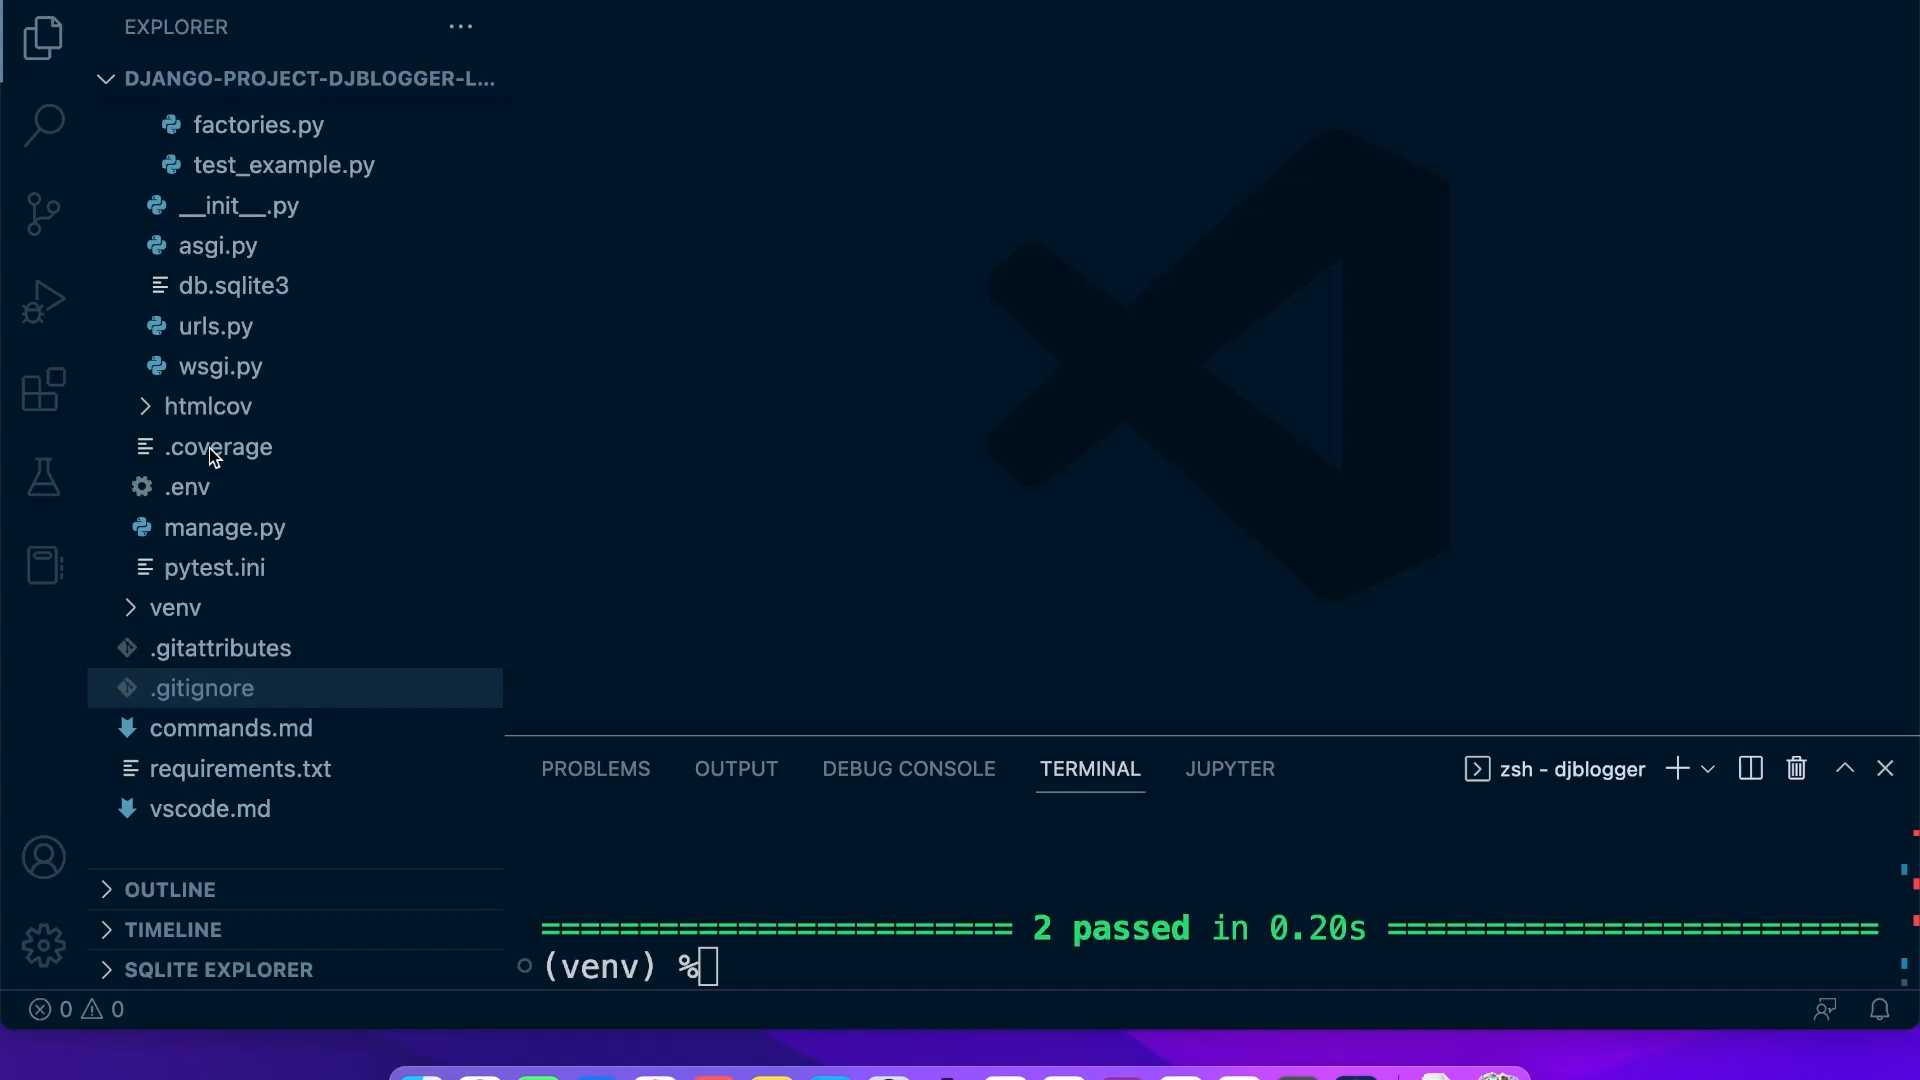 EXPLORER
DJANGO-PROJECT-DJBLOGGER-L...
factories.py
test_example.py
__init__.py
asgi.py
db.sqlite3
urls.py
wsgi.py
htmlcov
.coverage
.env
manage.py
pytest.ini
venv
.gitattributes
.gitignore
commands.md
requirements.txt
vscode.md
OUTLINE
TIMELINE
SQLITE EXPLORER
0 0
PROBLEMS OUTPUT DEBUG CONSOLE TERMINAL JUPYTER
zsh - djblogger
======================== 2 passed in 0.20s =========================
(venv) %